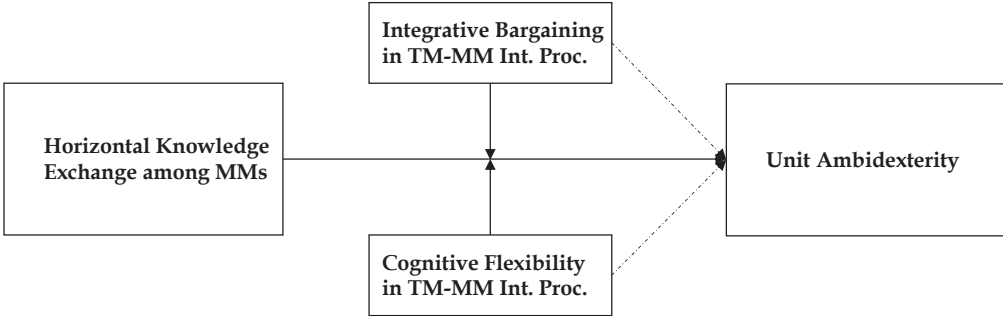 Integrative Bargaining
in TM-MM Int. Proc.
Horizontal Knowledge
Exchange among MMs
Unit Ambidexterity
Cognitive Flexibility
in TM-MM Int. Proc.